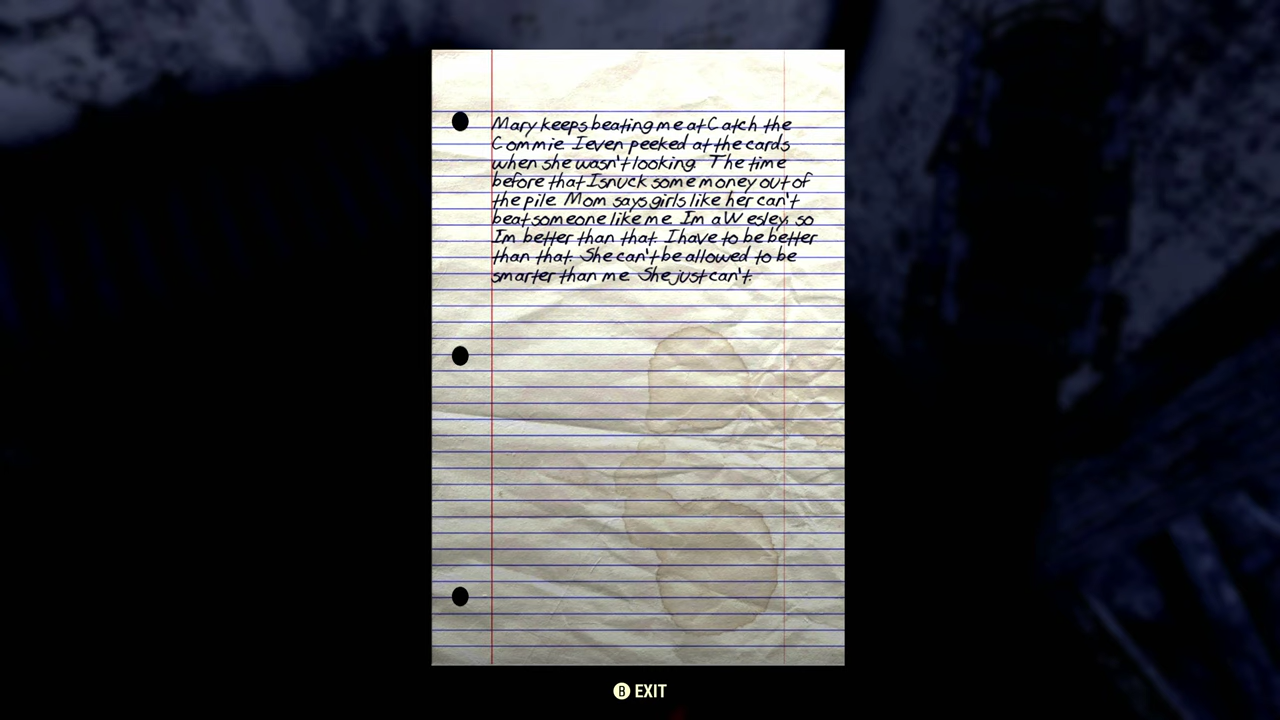 Mary keeps beating me at Catch the
Commie. I even peeked at the cards
when she wasn't looking. The time
before that I snuck some money out of
the pile. Mom says girls like her can't
beat someone like me. Im a Wesley, so
Im better than that. I have to be better
than that. She can't be allowed to be
smarter than me. She just can't.
B EXIT